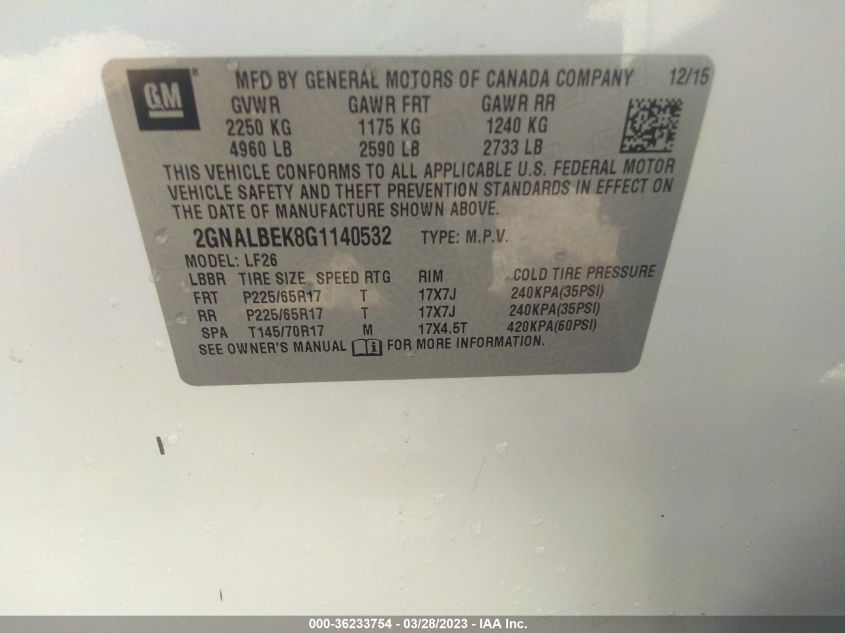 GM ® MFD BY GENERAL MOTORS OF CANADA COMPANY 12/15
GVWR GAWR FRT GAWR RR
2250 KG 1175 KG 1240 KG
4960 LB 2590 LB 2733 LB
THIS VEHICLE CONFORMS TO ALL APPLICABLE U.S. FEDERAL MOTOR
VEHICLE SAFETY AND THEFT PREVENTION STANDARDS IN EFFECT ON
THE DATE OF MANUFACTURE SHOWN ABOVE.
2GNALBEK8G1140532 TYPE: M.P.V.
MODEL: LF26
LBBR TIRE SIZE SPEED RTG RIM COLD TIRE PRESSURE
FRT P225/65R17 T 17X7J 240KPA(35PSI)
RR P225/65R17 T 17X7J 240KPA(35PSI)
SPA T145/70R17 M 17X4.5T 420KPA(60PSI)
SEE OWNER'S MANUAL FOR MORE INFORMATION.
000-36233754 - 03/28/2023 - IAA Inc.